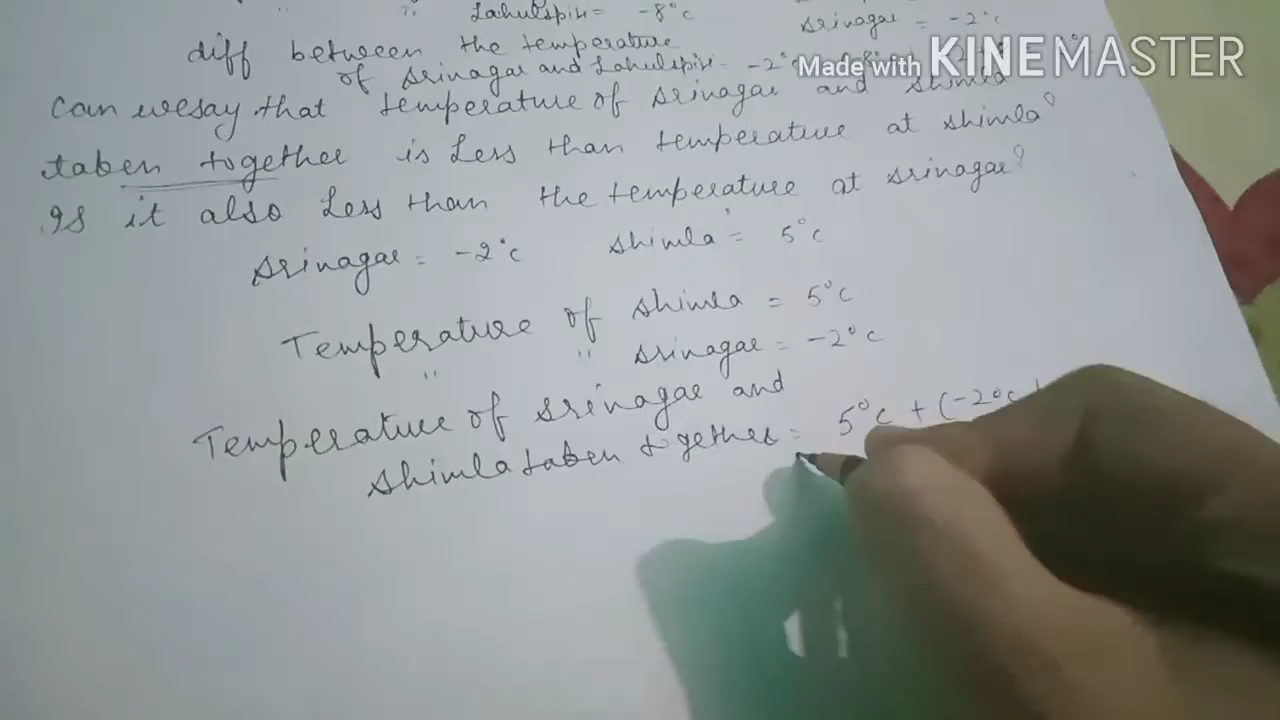 Lahulspiti = -8°c
srinagar = -2°c
diff between the temperature
of srinagar and Lahulspiti = -2°c
Made with KINEMASTER
can we say that temperature of srinagar and shimla
taken together is Less than temperature at shimla?
Is it also Less than the temperature at srinagar?
srinagar = -2°c shimla = 5°c
Temperature of shimla = 5°c
" " srinagar = -2°c
Temperature of srinagar and
shimla taken together = 5°c + (-2°c)